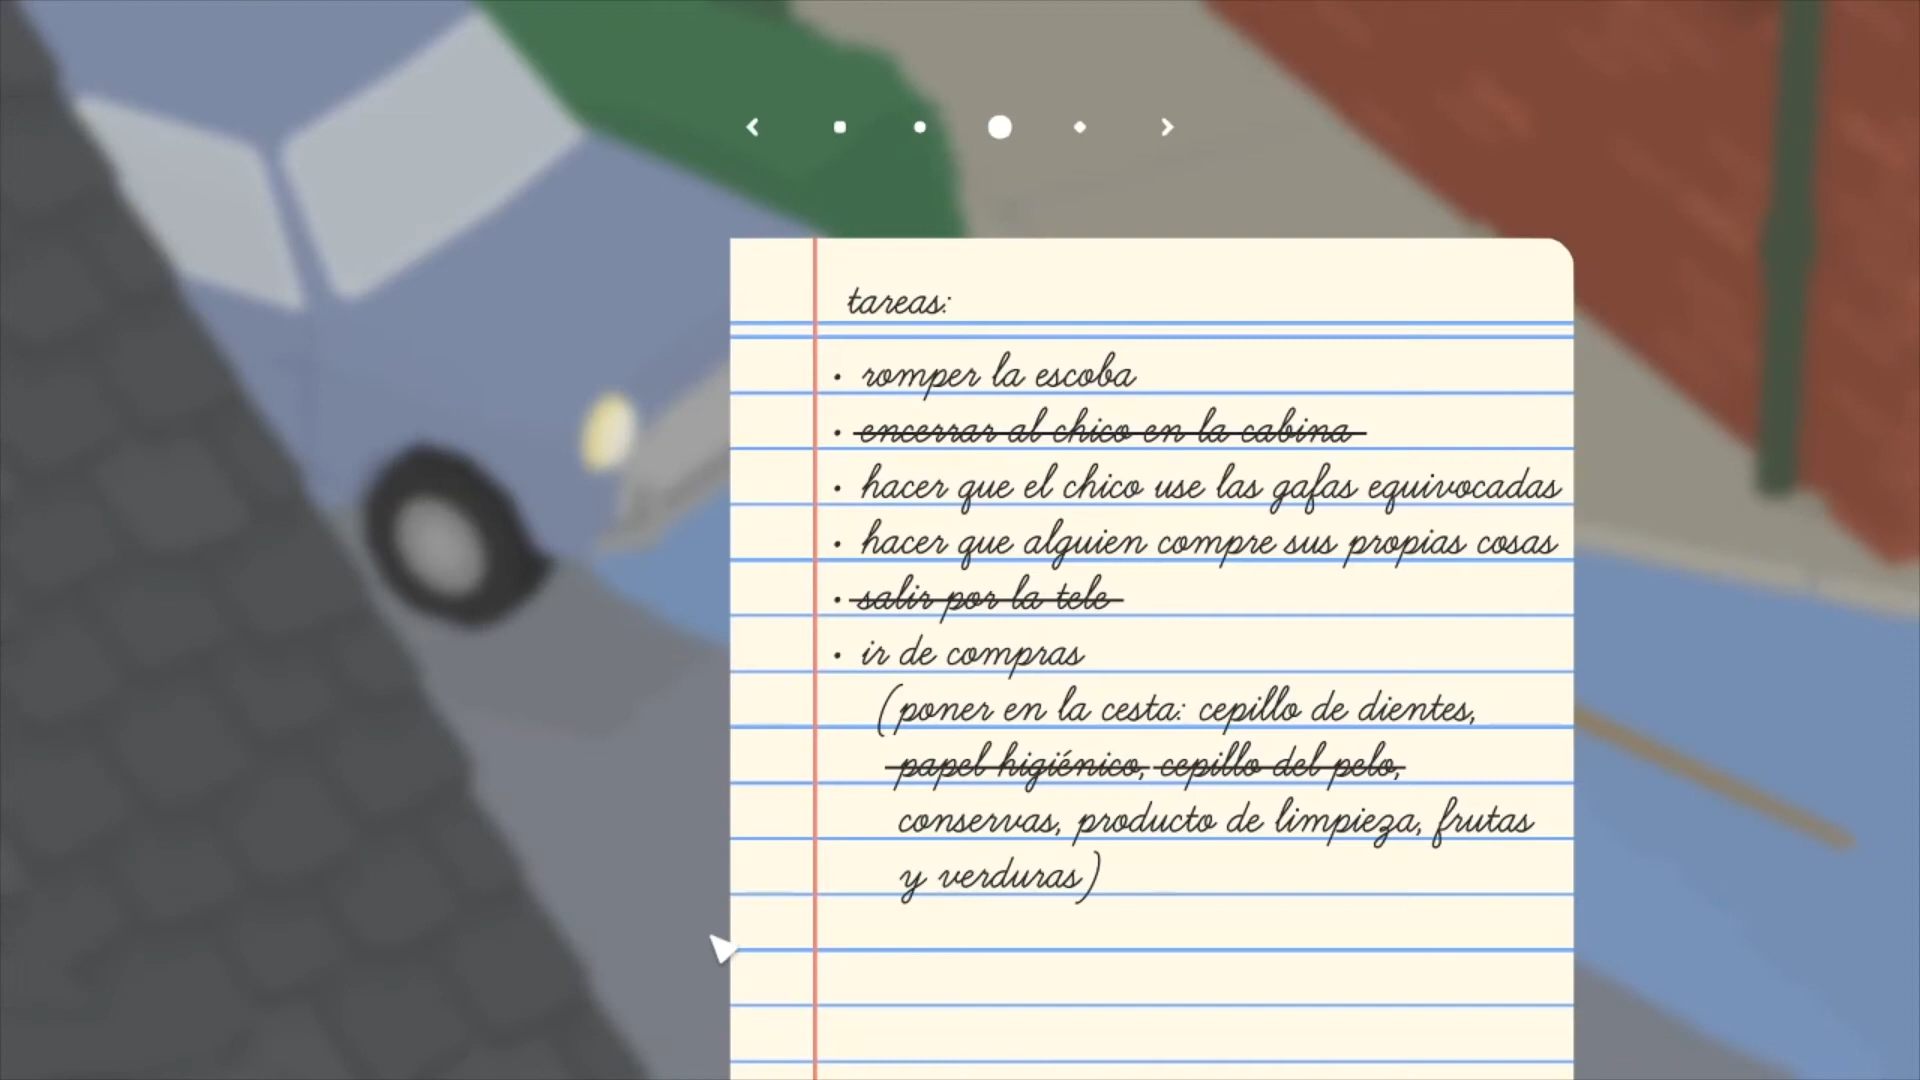 tareas:
• romper la escoba
• encerrar al chico en la cabina
• hacer que el chico use las gafas equivocadas
• hacer que alguien compre sus propias cosas
• salir por la tele
• ir de compras
(poner en la cesta: cepillo de dientes,
papel higiénico, cepillo del pelo,
conservas, producto de limpieza, frutas
y verduras)